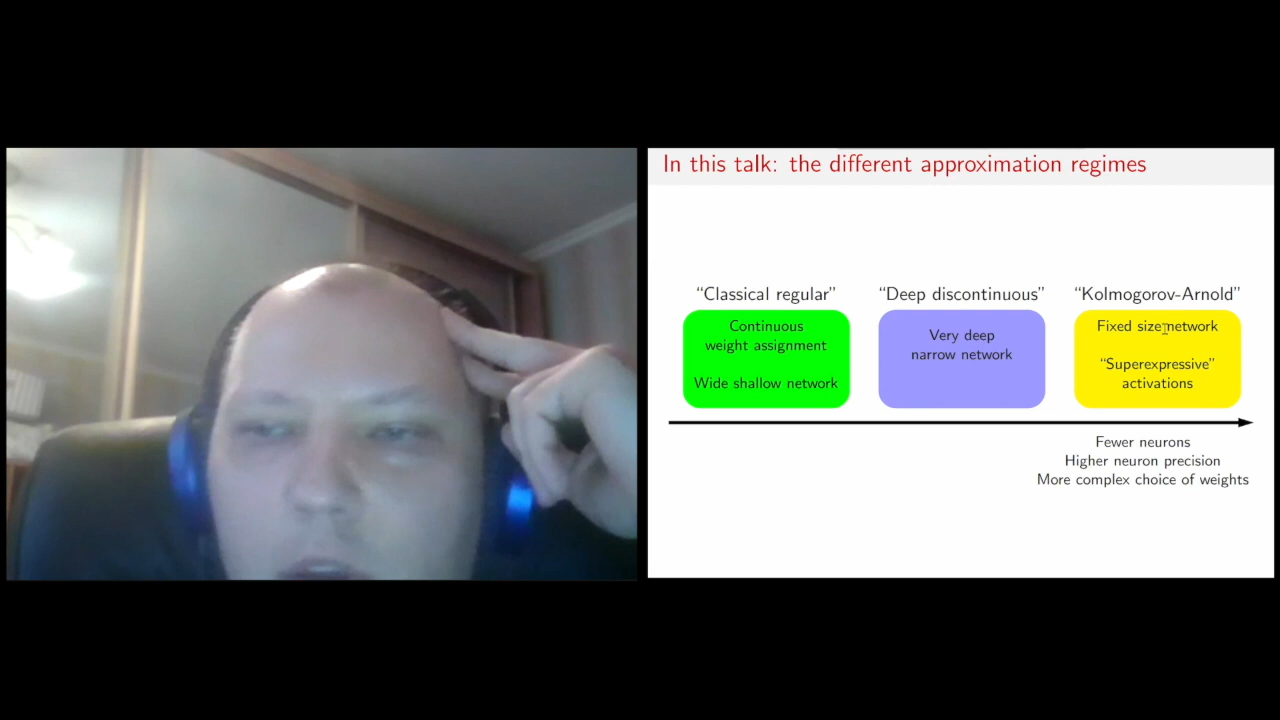 In this talk: the different approximation regimes
“Classical regular”
Continuous
weight assignment
Wide shallow network
“Deep discontinuous”
Very deep
narrow network
“Kolmogorov-Arnold”
Fixed size network
“Superexpressive”
activations
Fewer neurons
Higher neuron precision
More complex choice of weights